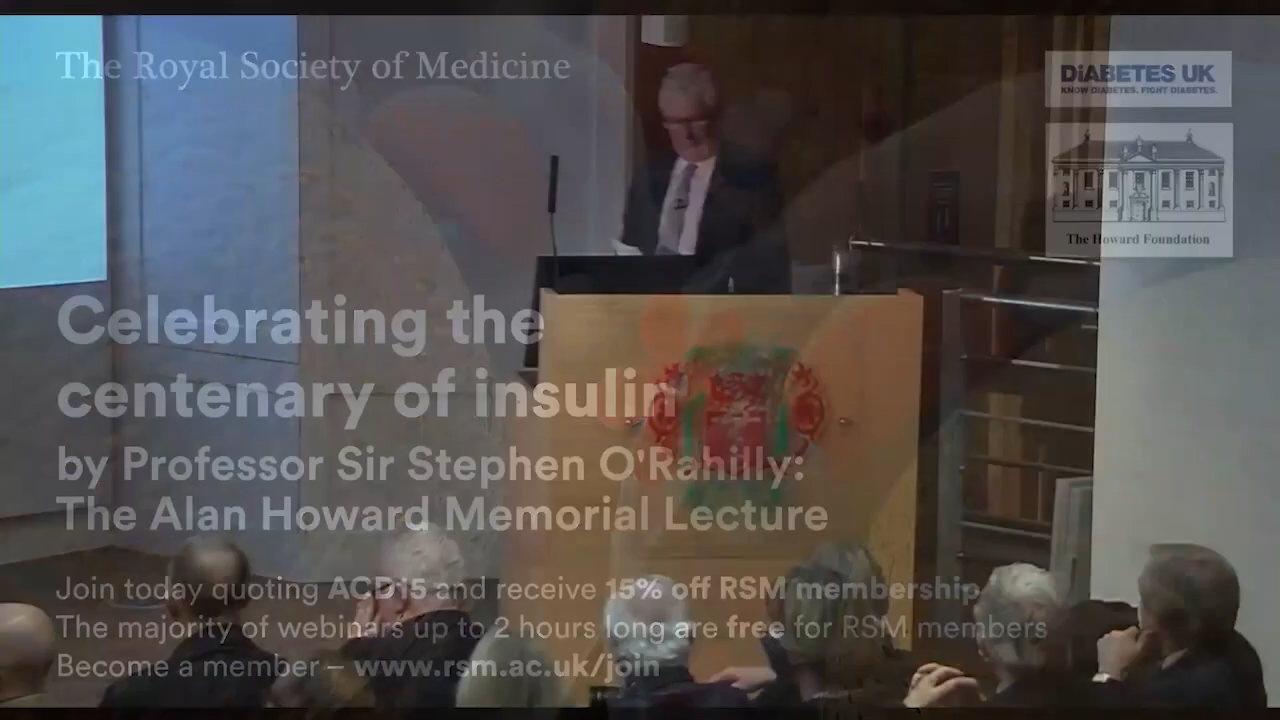 The Royal Society of Medicine
DiABETES UK
KNOW DIABETES. FIGHT DIABETES.
The Howard Foundation
Celebrating the
centenary of insulin
by Professor Sir Stephen O'Rahilly:
The Alan Howard Memorial Lecture
Join today quoting ACD15 and receive 15% off RSM membership
The majority of webinars up to 2 hours long are free for RSM members
Become a member – www.rsm.ac.uk/join